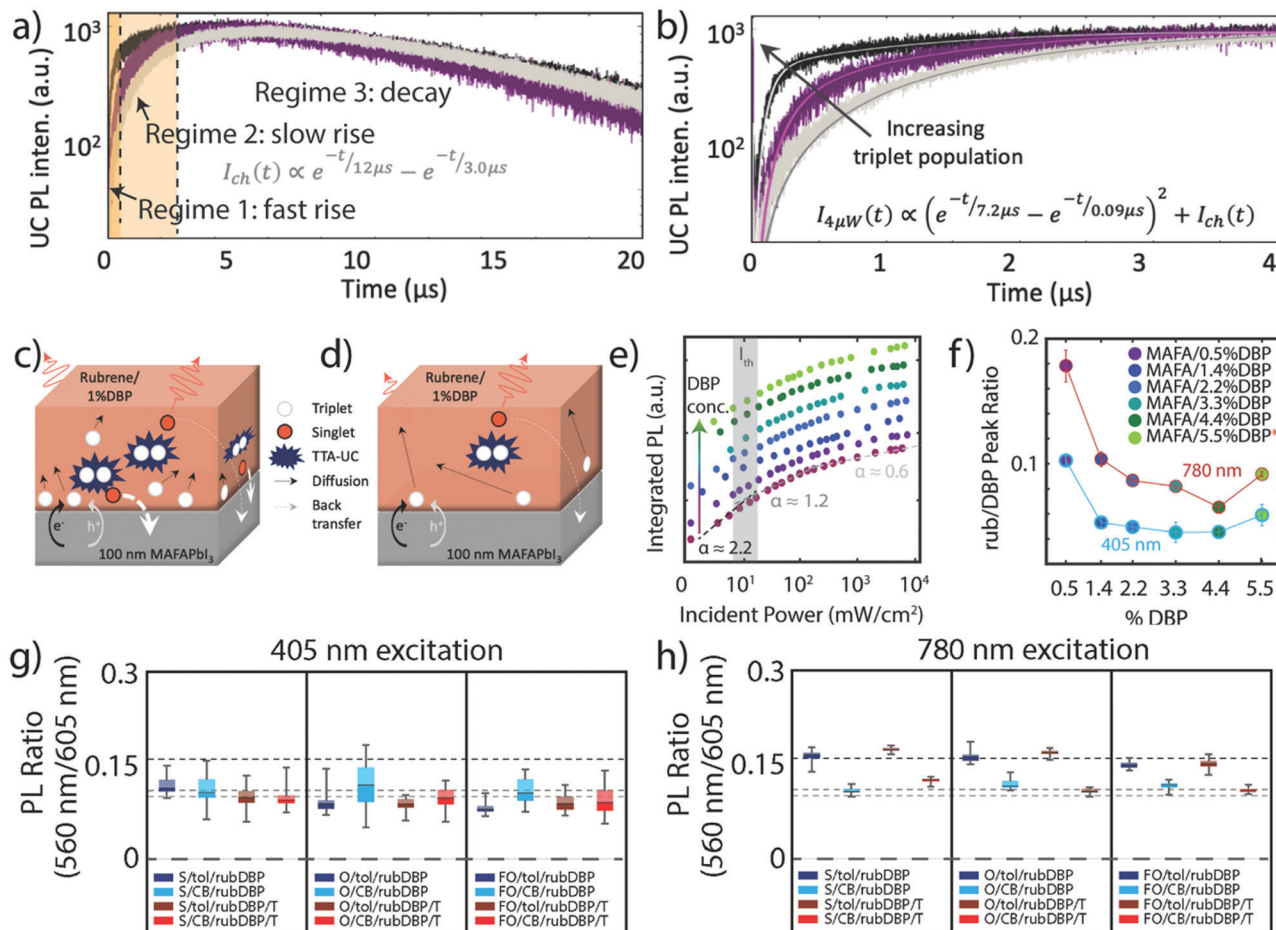 a)
UC PL inten. (a.u.)
10³
10²
Regime 3: decay
Regime 2: slow rise
I_ch(t) ∝ e^(−t/12μs) − e^(−t/3.0μs)
Regime 1: fast rise
0 5 10 15 20
Time (μs)
b)
UC PL inten. (a.u.)
10³
10²
Increasing
triplet population
I_4μW(t) ∝ (e^(−t/7.2μs) − e^(−t/0.09μs))² + I_ch(t)
0 1 2 3 4
Time (μs)
c)
Rubrene/
1%DBP
e⁻
h⁺
100 nm MAFAPbI₃
Triplet
Singlet
TTA-UC
Diffusion
Back
transfer
d)
Rubrene/
1%DBP
100 nm MAFAPbI₃
e)
Integrated PL (a.u.)
I_th
DBP
conc.
α ≈ 0.6
α ≈ 1.2
α ≈ 2.2
0 10¹ 10² 10³ 10⁴
Incident Power (mW/cm²)
f)
rub/DBP Peak Ratio
0.2
0.1
MAFA/0.5%DBP
MAFA/1.4%DBP
MAFA/2.2%DBP
MAFA/3.3%DBP
MAFA/4.4%DBP
MAFA/5.5%DBP*
780 nm
405 nm
0.5 1.4 2.2 3.3 4.4 5.5
% DBP
g)
405 nm excitation
PL Ratio
(560 nm/605 nm)
0.3
0.15
0
S/tol/rubDBP
S/CB/rubDBP
S/tol/rubDBP/T
S/CB/rubDBP/T
O/tol/rubDBP
O/CB/rubDBP
O/tol/rubDBP/T
O/CB/rubDBP/T
FO/tol/rubDBP
FO/CB/rubDBP
FO/tol/rubDBP/T
FO/CB/rubDBP/T
h)
780 nm excitation
PL Ratio
(560 nm/605 nm)
0.3
0.15
0
S/tol/rubDBP
S/CB/rubDBP
S/tol/rubDBP/T
S/CB/rubDBP/T
O/tol/rubDBP
O/CB/rubDBP
O/tol/rubDBP/T
O/CB/rubDBP/T
FO/tol/rubDBP
FO/CB/rubDBP
FO/tol/rubDBP/T
FO/CB/rubDBP/T